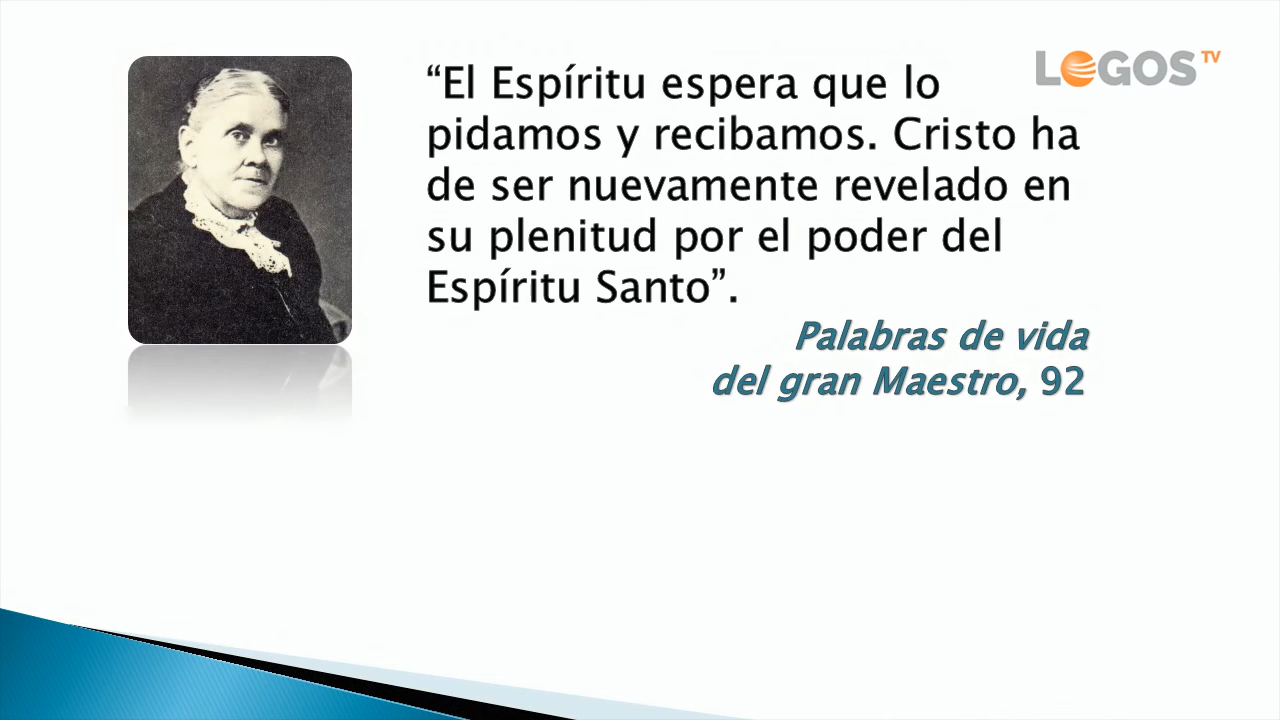 LOGOS TV
“El Espíritu espera que lo
pidamos y recibamos. Cristo ha
de ser nuevamente revelado en
su plenitud por el poder del
Espíritu Santo”.
Palabras de vida
del gran Maestro, 92